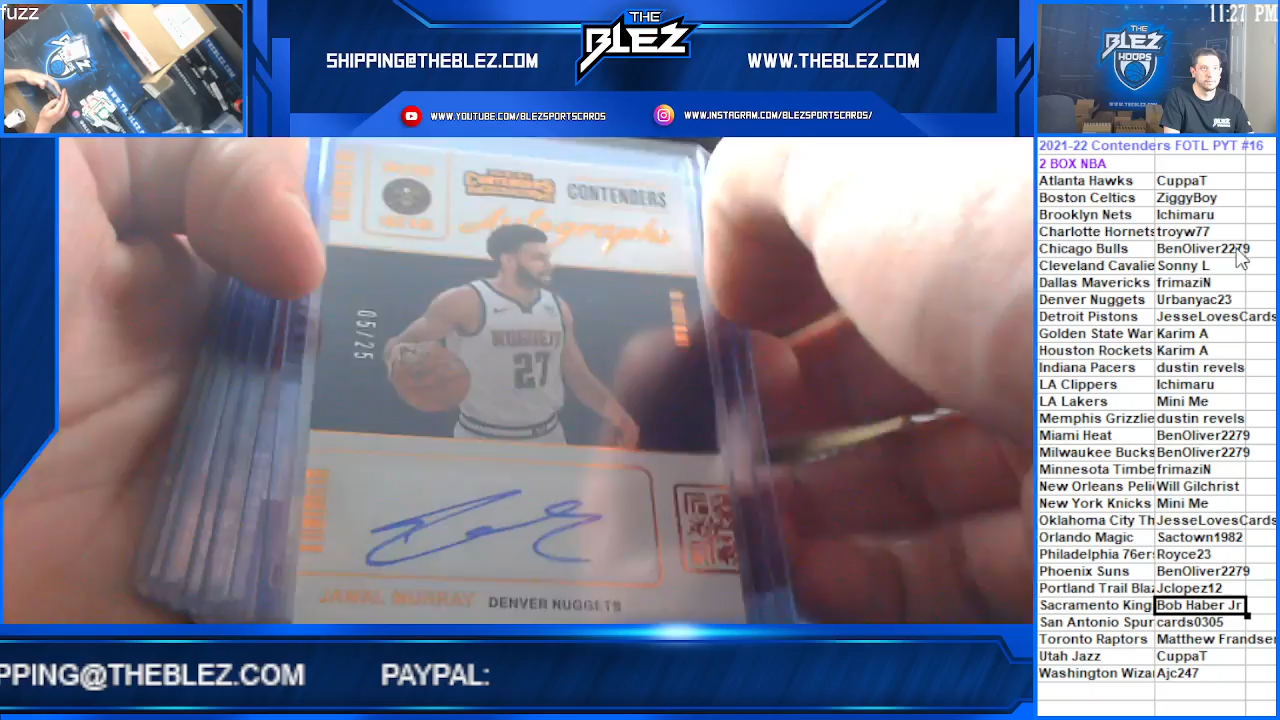 fuzz
SHIPPING@THEBLEZ.COM
THE
BLEZ
WWW.THEBLEZ.COM
WWW.YOUTUBE.COM/BLEZSPORTSCARDS
WWW.INSTAGRAM.COM/BLEZSPORTSCARDS/
11:27 PM
THE
BLEZ
HOOPS
CONTENDERS
CONTENDERS
Autographs
05/25
NUGGETS
27
JAMAL MURRAY DENVER NUGGETS
2021-22 Contenders FOTL PYT #16
2 BOX NBA
Atlanta Hawks CuppaT
Boston Celtics ZiggyBoy
Brooklyn Nets Ichimaru
Charlotte Hornets troyw77
Chicago Bulls BenOliver2279
Cleveland Cavalie Sonny L
Dallas Mavericks frimaziN
Denver Nuggets Urbanyac23
Detroit Pistons JesseLovesCards
Golden State War Karim A
Houston Rockets Karim A
Indiana Pacers dustin revels
LA Clippers Ichimaru
LA Lakers Mini Me
Memphis Grizzlie dustin revels
Miami Heat BenOliver2279
Milwaukee Bucks BenOliver2279
Minnesota Timbe frimaziN
New Orleans Peli Will Gilchrist
New York Knicks Mini Me
Oklahoma City Th JesseLovesCards
Orlando Magic Sactown1982
Philadelphia 76ers Royce23
Phoenix Suns BenOliver2279
Portland Trail Blaz Jclopez12
Sacramento King Bob Haber Jr
San Antonio Spur cards0305
Toronto Raptors Matthew Frandsen
Utah Jazz CuppaT
Washington Wiza Ajc247
PPING@THEBLEZ.COM PAYPAL: